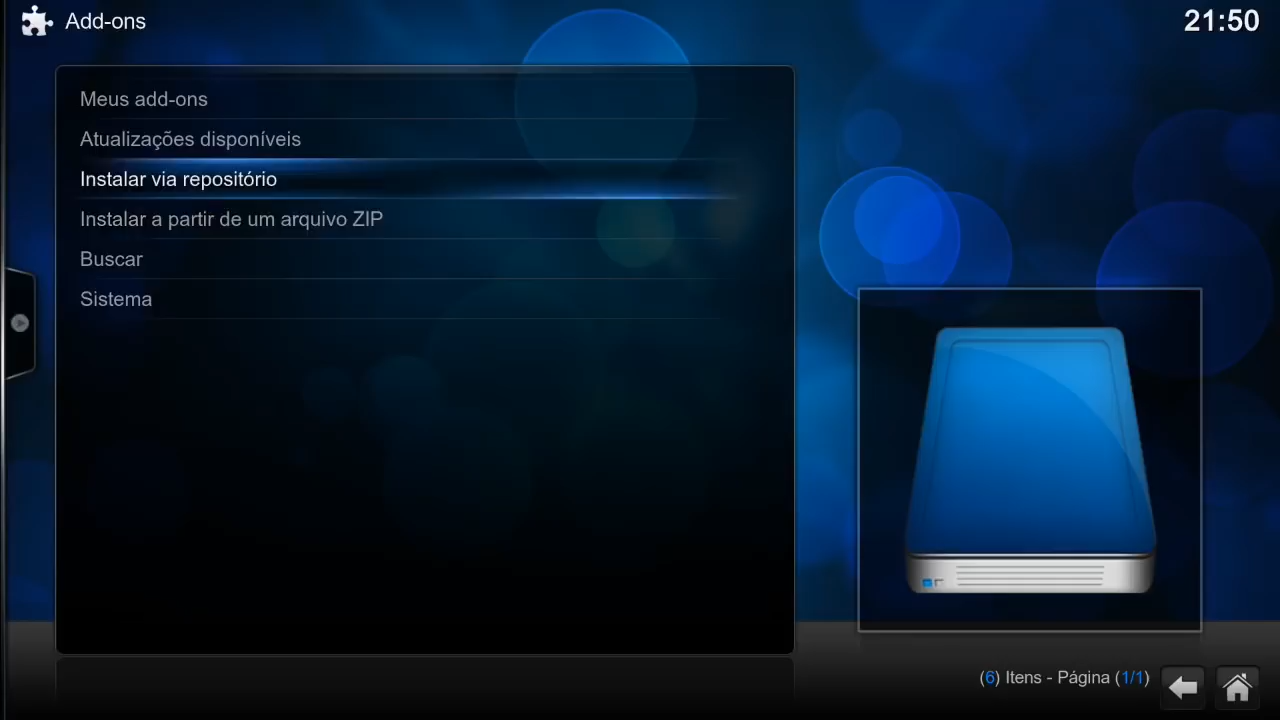 Add-ons
21:50
Meus add-ons
Atualizações disponíveis
Instalar via repositório
Instalar a partir de um arquivo ZIP
Buscar
Sistema
(6) Itens - Página (1/1)